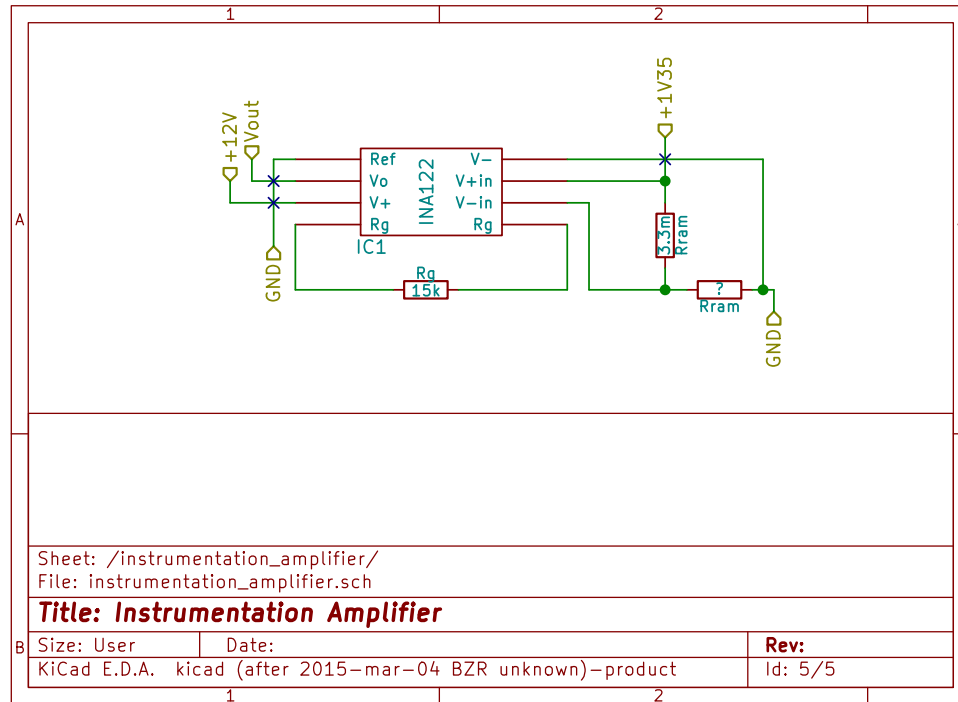 1 2
+1V35
+12V
Vout
Ref V-
Vo V+in
V+ V-in
Rg Rg
INA122
IC1
A
3.3m
Rram
GND
Rg
15k
?
Rram
GND
Sheet: /instrumentation_amplifier/
File: instrumentation_amplifier.sch
Title: Instrumentation Amplifier
B
Size: User Date: Rev:
KiCad E.D.A. kicad (after 2015-mar-04 BZR unknown)-product Id: 5/5
1 2